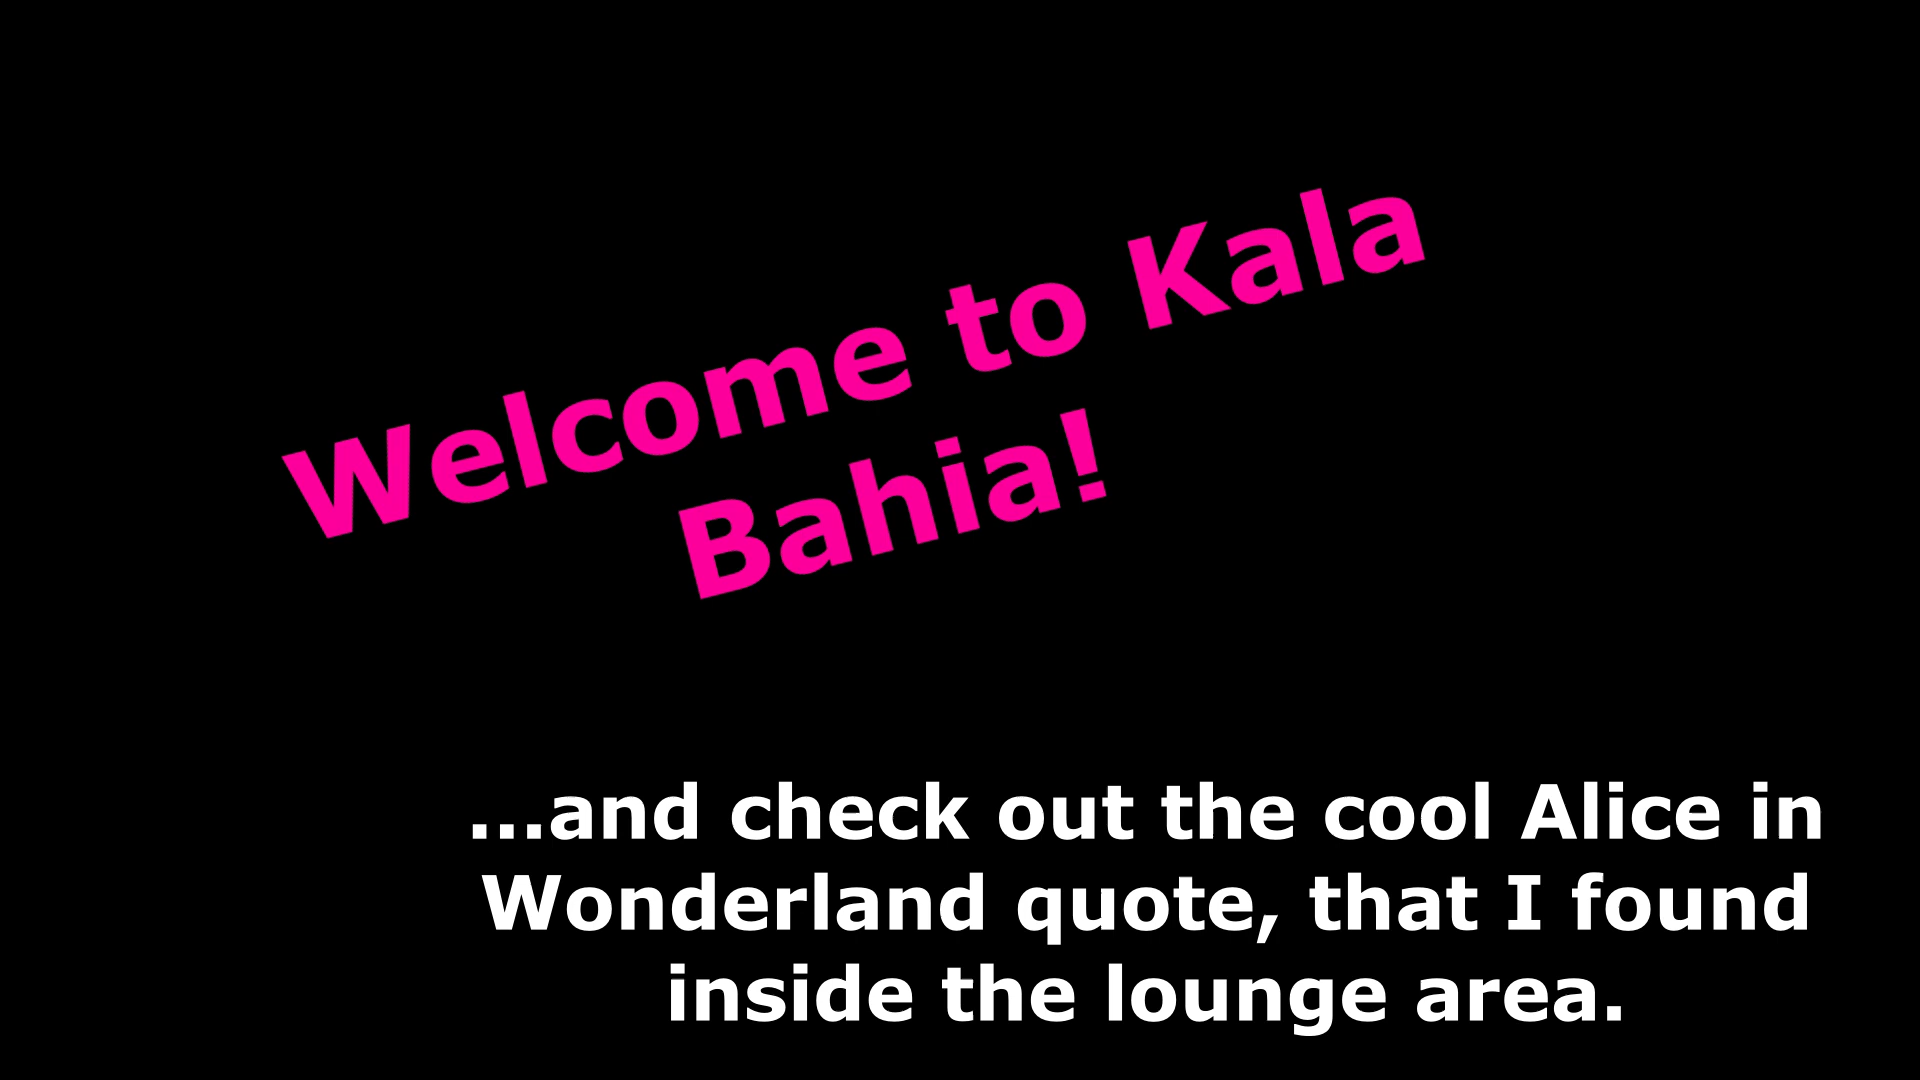 Welcome to Kala
Bahia!
...and check out the cool Alice in
Wonderland quote, that I found
inside the lounge area.